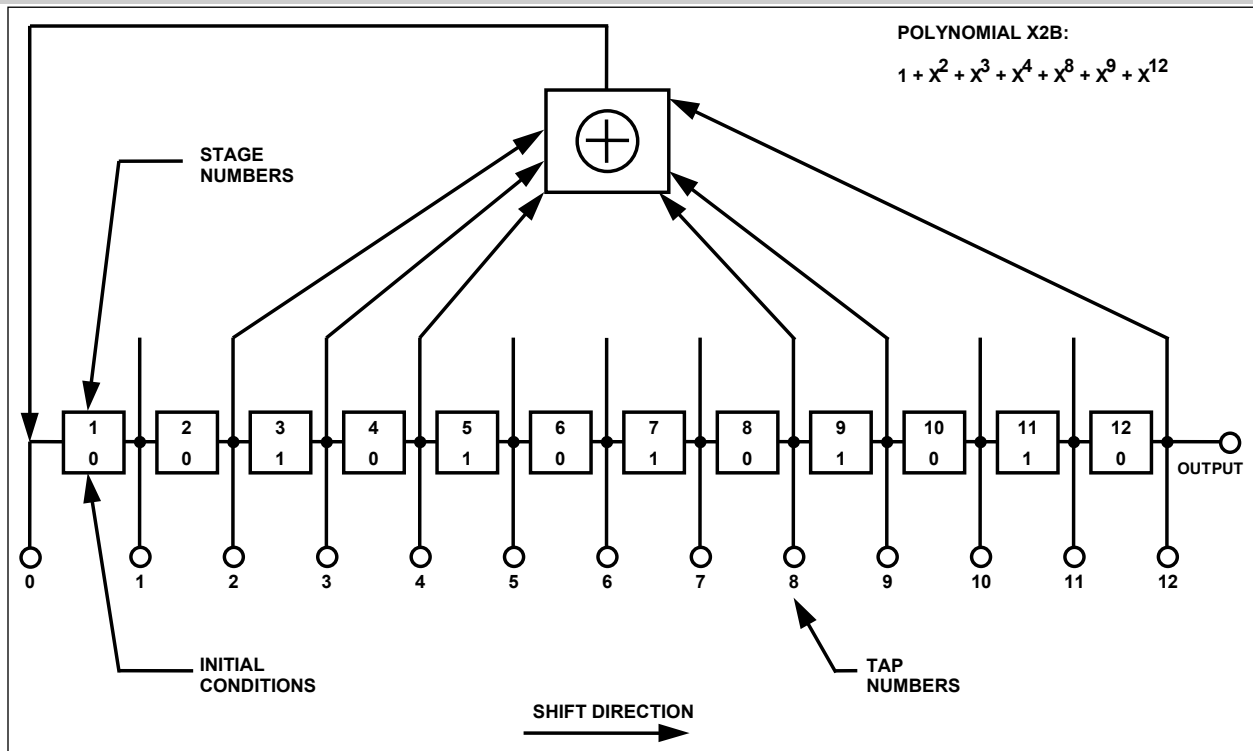 POLYNOMIAL X2B:
1 + X2 + X3 + X4 + X8 + X9 + X12
STAGE
NUMBERS
1 2 3 4 5 6 7 8 9 10 11 12
0 0 1 0 1 0 1 0 1 0 1 0
OUTPUT
0 1 2 3 4 5 6 7 8 9 10 11 12
INITIAL
CONDITIONS
TAP
NUMBERS
SHIFT DIRECTION